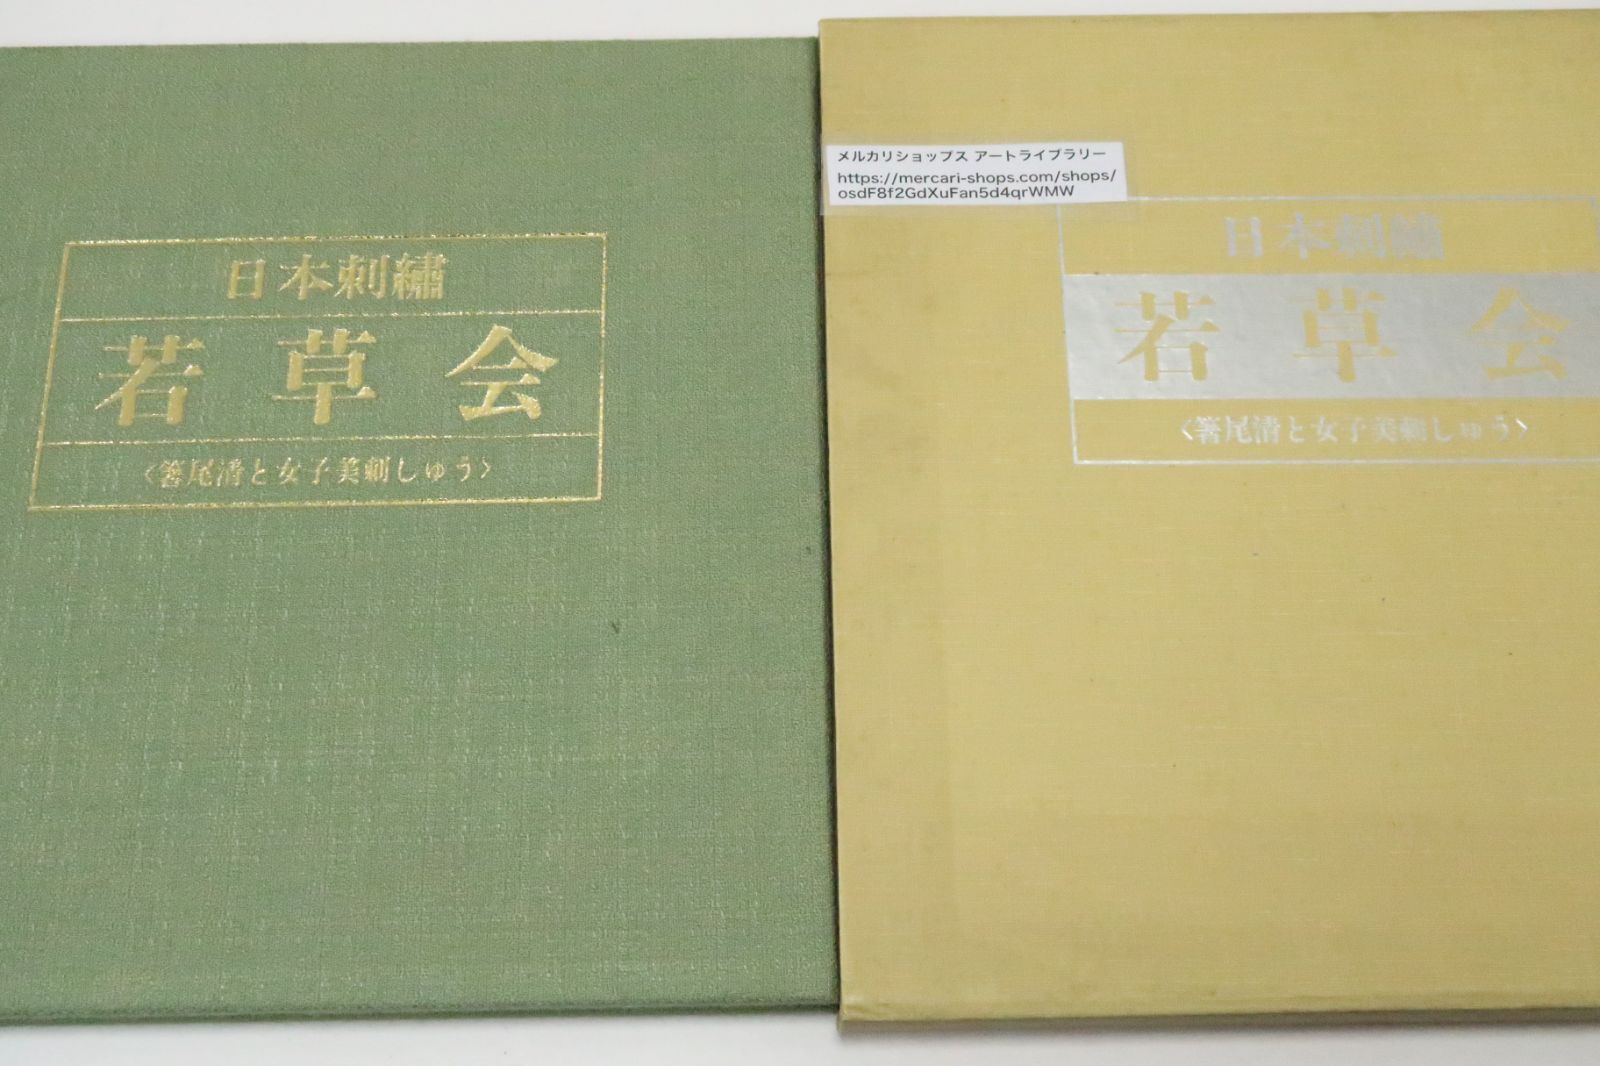 日本刺繡
若草会
〈箸尾清と女子美刺しゅう〉
メルカリショップス アートライブラリー
https://mercari-shops.com/shops/
osdF8f2GdXuFan5d4qrWMW
日本刺繡
若草会
〈箸尾清と女子美刺しゅう〉